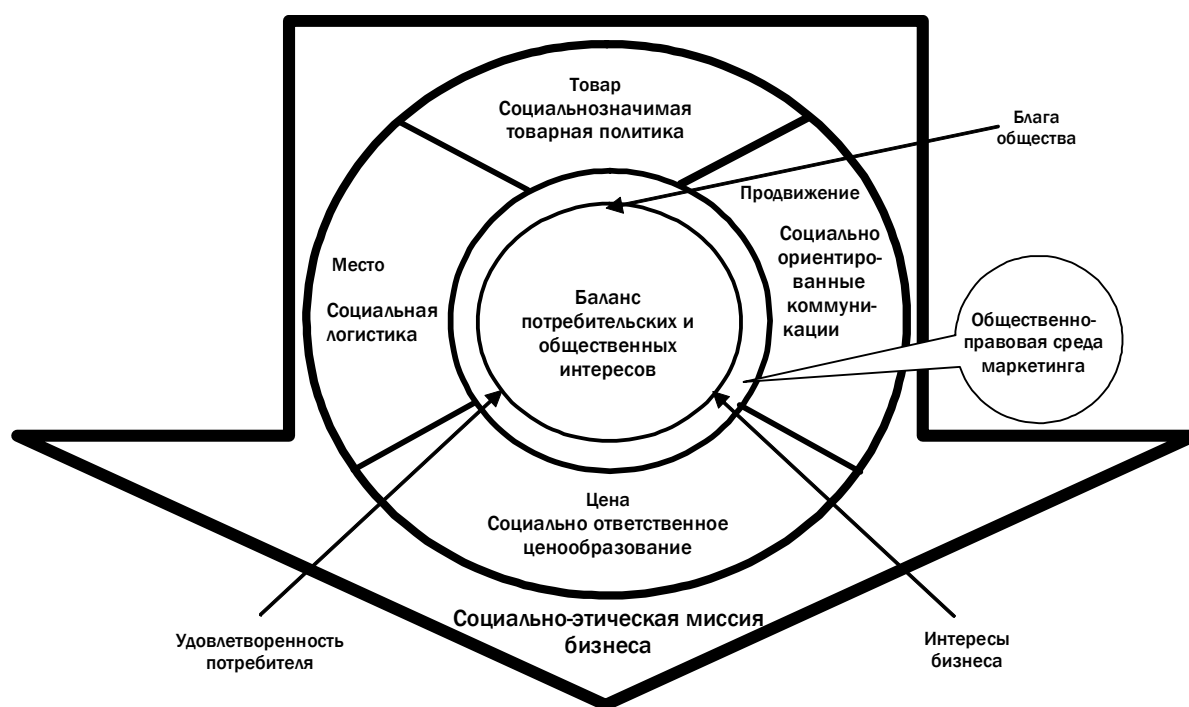 Товар
Социальнозначимая
товарная политика
Блага
общества
Продвижение
Социально
ориентиро-
ванные
коммуни-
кации
Место
Социальная
логистика
Баланс
потребительских и
общественных
интересов
Общественно-
правовая среда
маркетинга
Цена
Социально ответственное
ценообразование
Социально-этическая миссия
бизнеса
Удовлетворенность
потребителя
Интересы
бизнеса